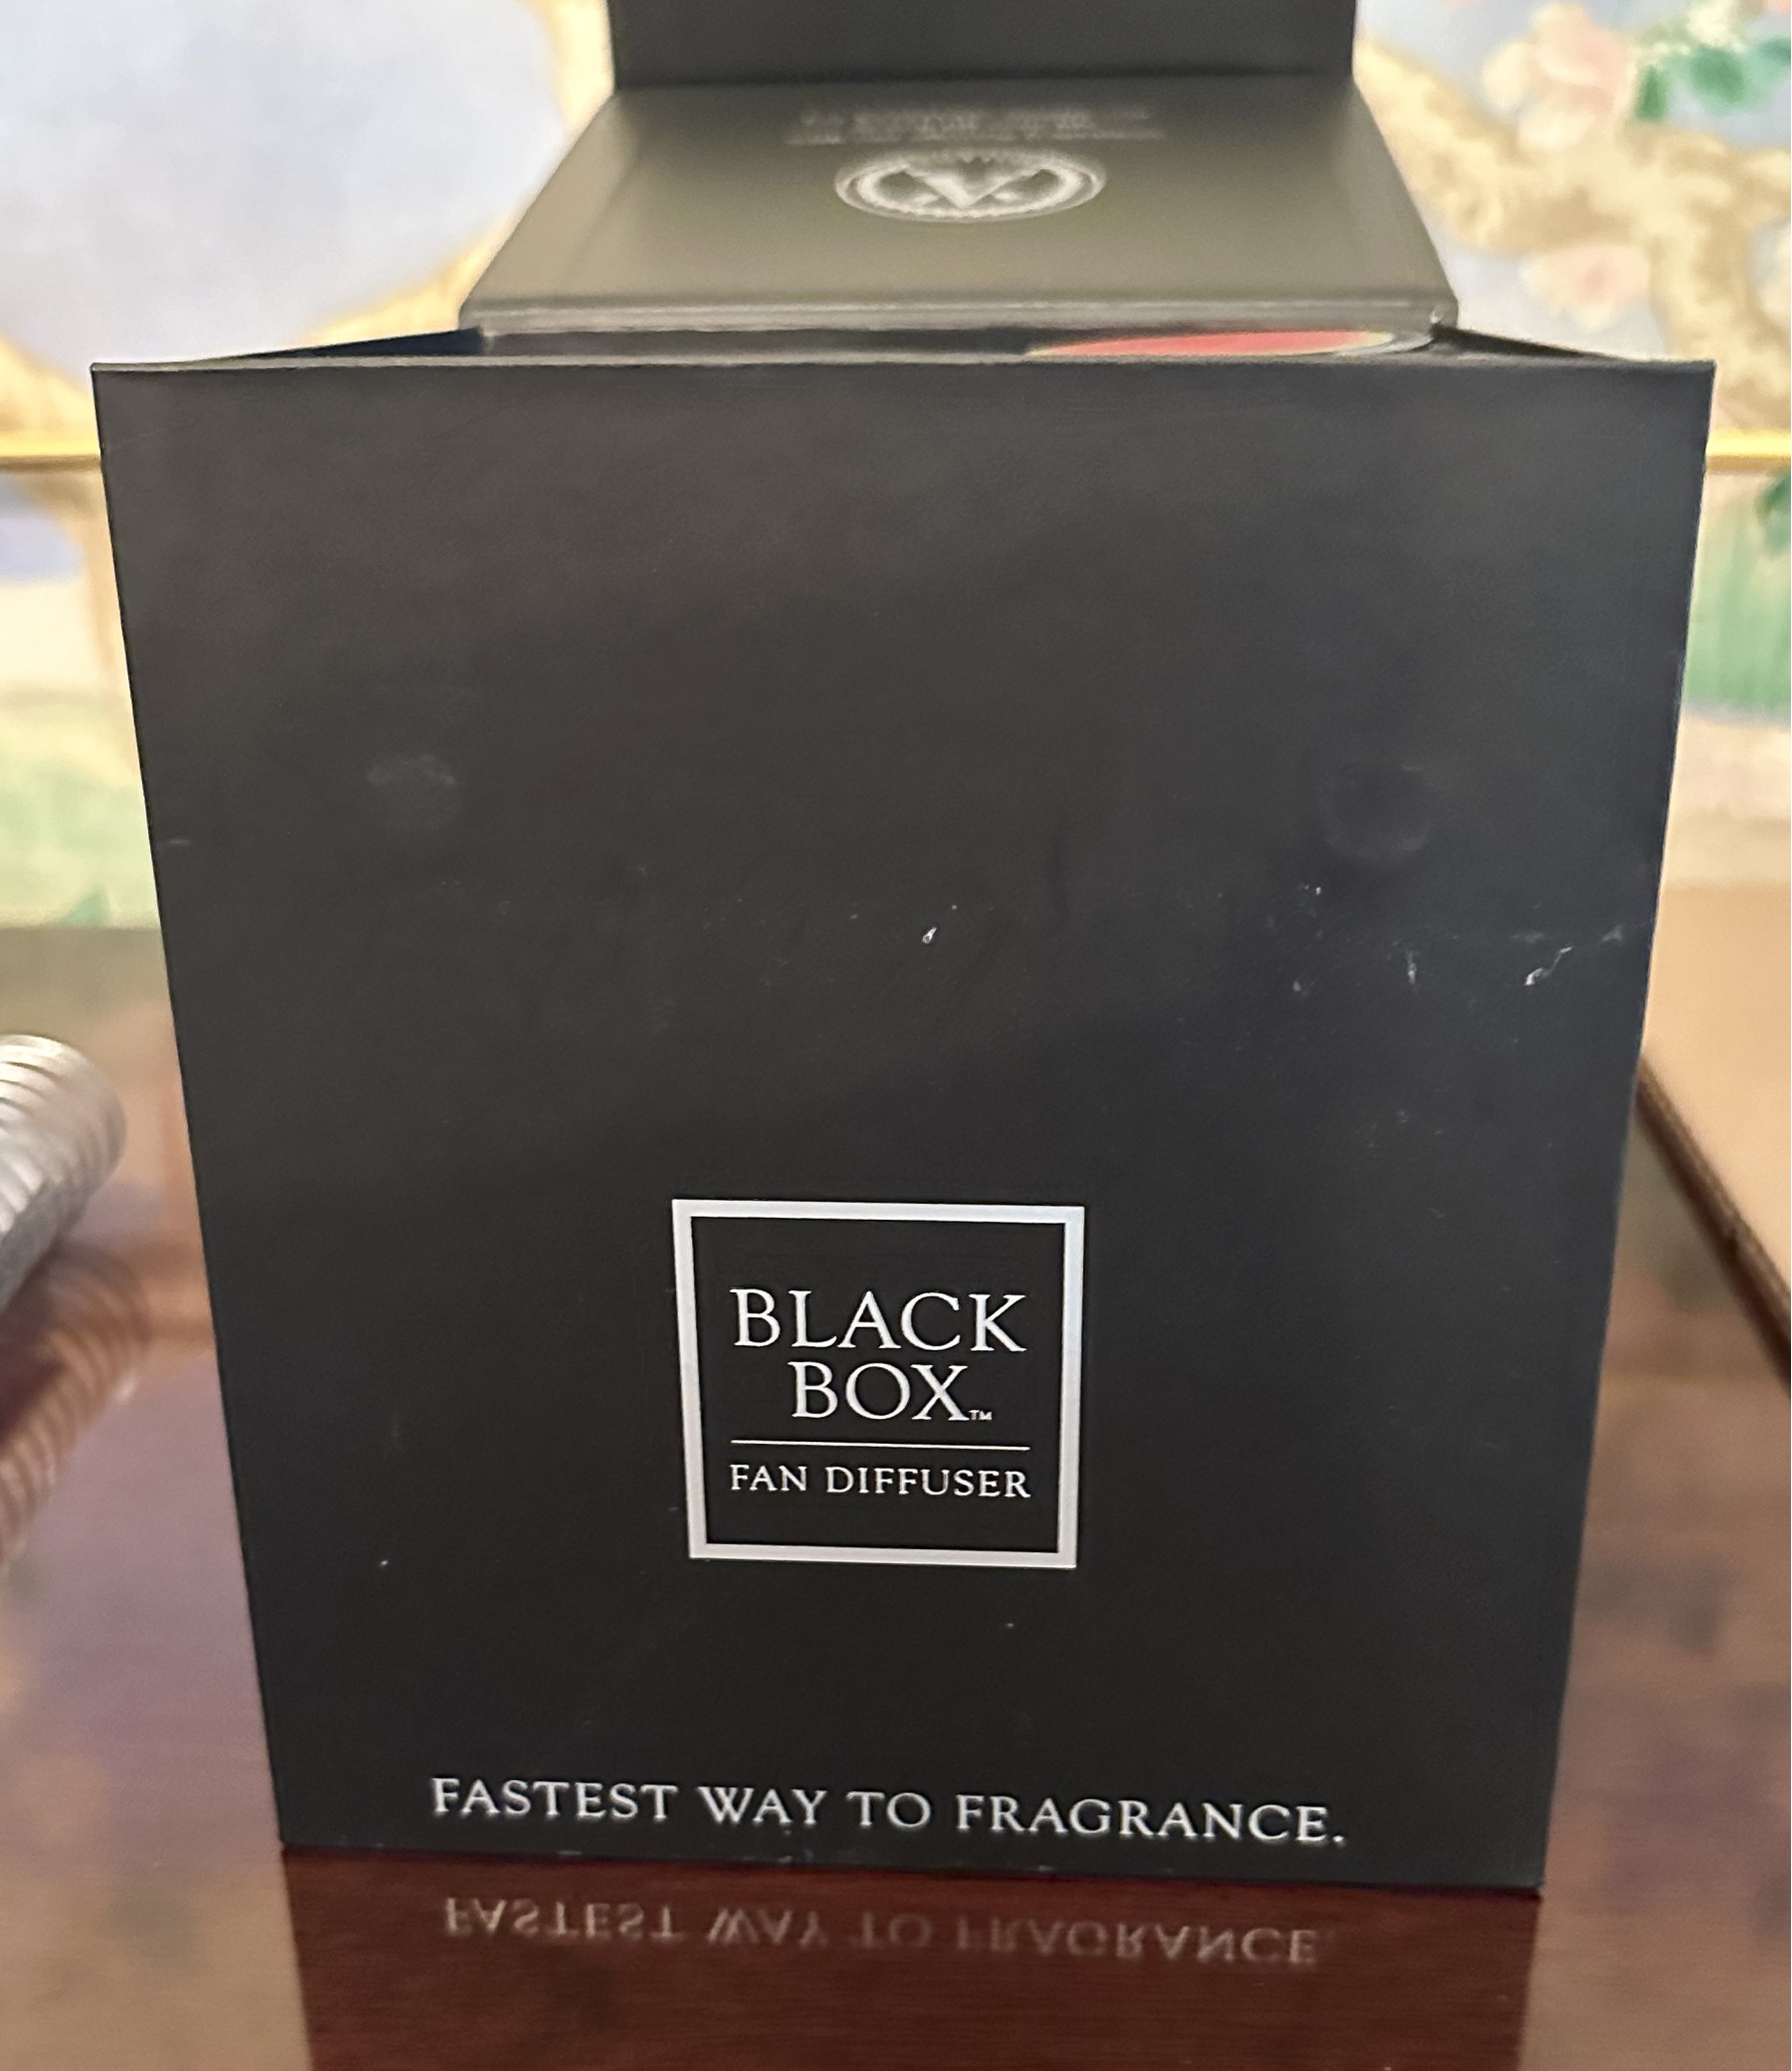 BLACK
BOX™
FAN DIFFUSER
FASTEST WAY TO FRAGRANCE.